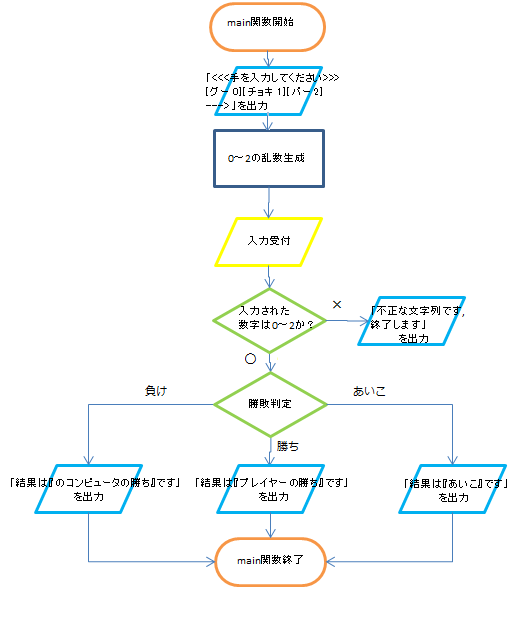 main関数開始
「<<<手を入力してください>>>
[グー 0][チョキ 1][パー 2]
----> 」を出力
0～2の乱数生成
入力受付
入力された
数字は0～2か？
×
「不正な文字列です,
終了します」
を出力
○
勝敗判定
負け
あいこ
勝ち
「結果は『のコンピュータの勝ち』です」
を出力
「結果は『プレイヤーの勝ち』です」
を出力
「結果は『あいこ』です」
を出力
main関数終了